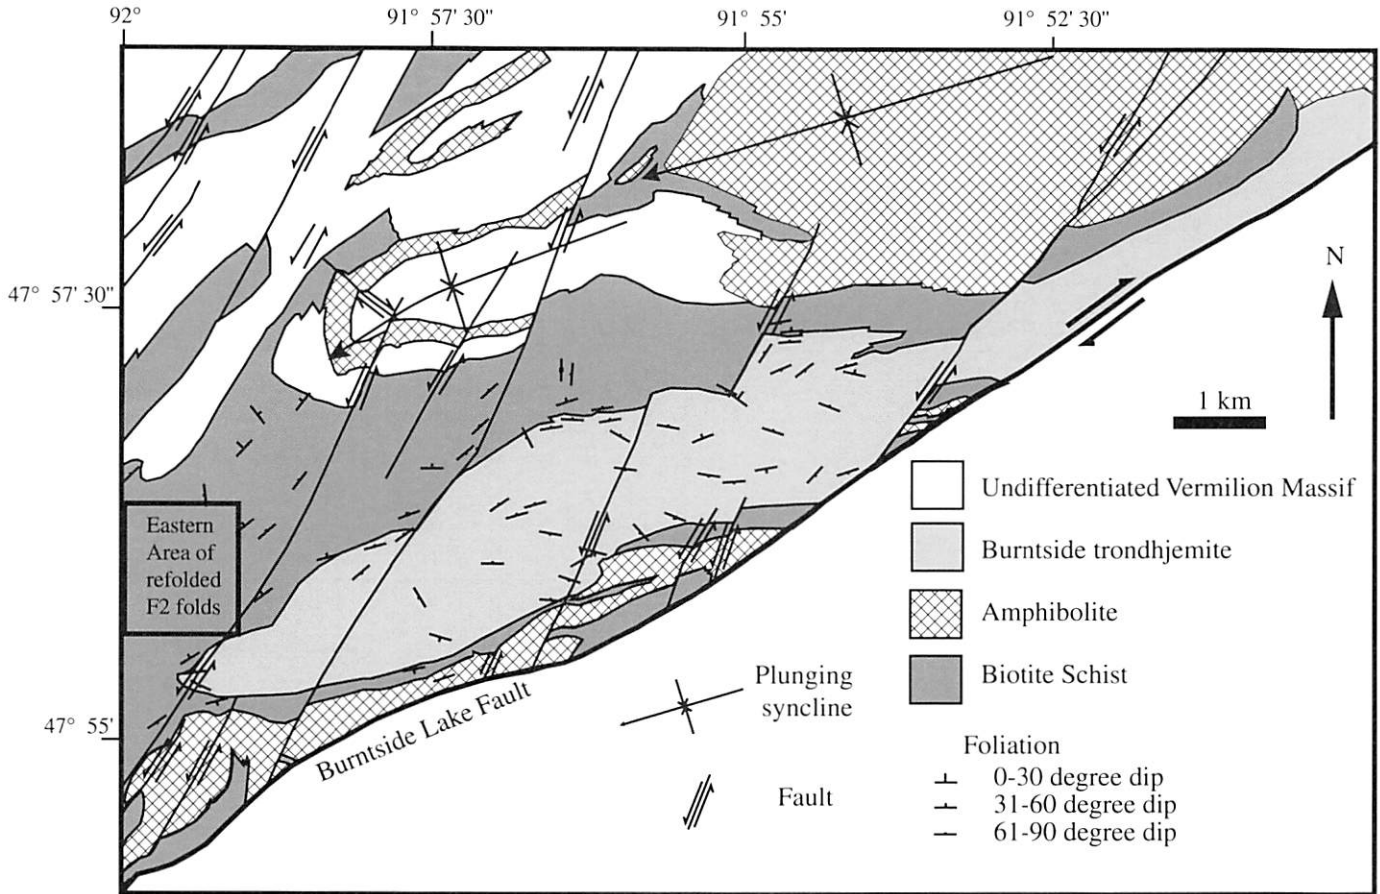 92°
91° 57' 30"
91° 55'
91° 52' 30"
47° 57' 30"
N
1 km
Undifferentiated Vermilion Massif
Burntside trondhjemite
Amphibolite
Biotite Schist
Eastern
Area of
refolded
F2 folds
47° 55'
Burntside Lake Fault
Plunging
syncline
Fault
Foliation
0-30 degree dip
31-60 degree dip
61-90 degree dip